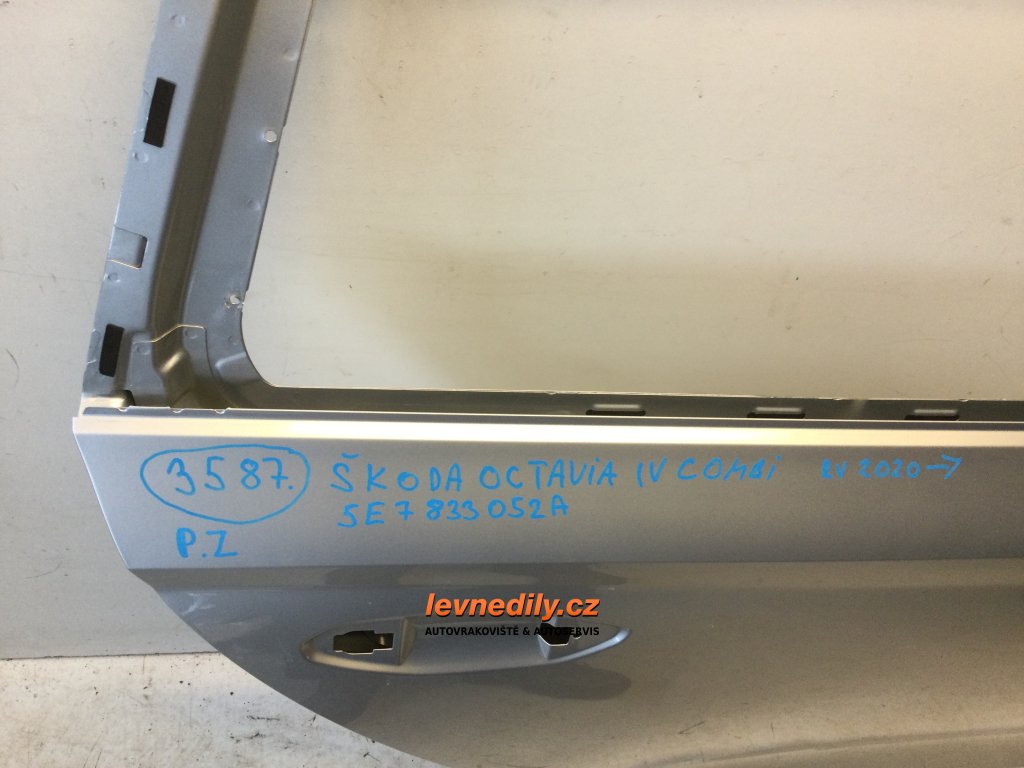 3587. ŠKODA OCTAVIA IV COMBI RV 2020→
5E7 833 052A
P.Z
levnedily.cz
AUTOVRAKOVIŠTĚ & AUTOSERVIS